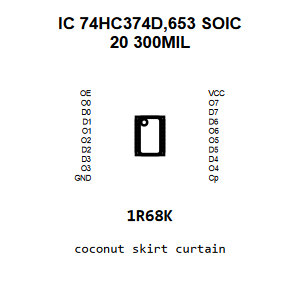 IC 74HC374D,653 SOIC
20 300MIL
OE VCC
O0 O7
D0 D7
D1 D6
O1 O6
O2 O5
D2 D5
D3 D4
O3 O4
GND Cp
1R68K
coconut skirt curtain